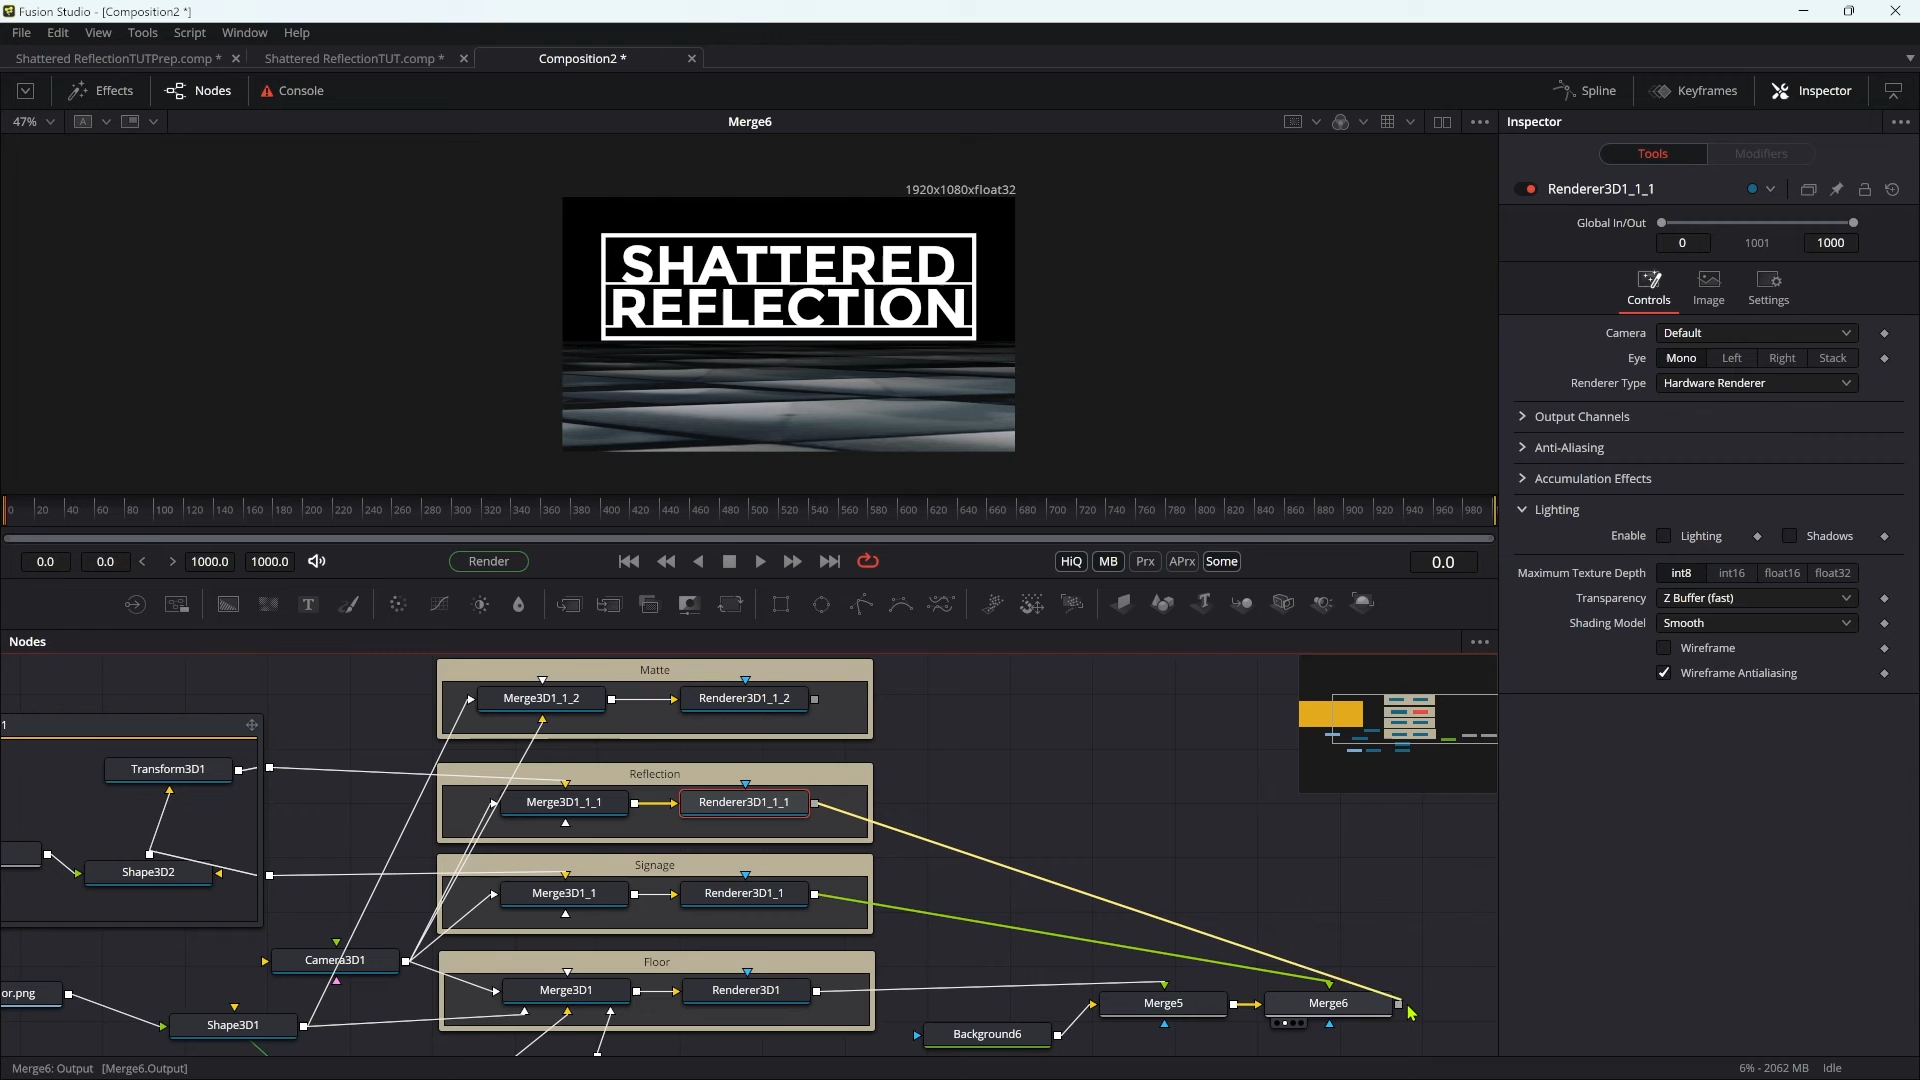 Fusion Studio - [Composition2 *]
File Edit View Tools Script Window Help
Shattered ReflectionTUTPrep.comp * Shattered ReflectionTUT.comp * Composition2 *
Effects Nodes Console Spline Keyframes Inspector
47% A Merge6 Inspector
Tools Modifiers
1920x1080xfloat32
Renderer3D1_1_1
SHATTERED
REFLECTION
Global In/Out
0 1001 1000
Controls Image Settings
Camera Default
Eye Mono Left Right Stack
Renderer Type Hardware Renderer
Output Channels
Anti-Aliasing
Accumulation Effects
Lighting
Enable Lighting Shadows
Maximum Texture Depth int8 int16 float16 float32
Transparency Z Buffer (fast)
Shading Model Smooth
Wireframe
Wireframe Antialiasing
0 20 40 60 80 100 120 140 160 180 200 220 240 260 280 300 320 340 360 380 400 420 440 460 480 500 520 540 560 580 600 620 640 660 680 700 720 740 760 780 800 820 840 860 880 900 920 940 960 980
0.0 0.0 < > 1000.0 1000.0 Render HiQ MB Prx APrx Some 0.0
T
Nodes
Matte
Merge3D1_1_2 Renderer3D1_1_2
1
Transform3D1
Reflection
Merge3D1_1_1 Renderer3D1_1_1
Shape3D2
Signage
Merge3D1_1 Renderer3D1_1
Camera3D1
Floor
or.png
Merge3D1 Renderer3D1
Merge5 Merge6
Shape3D1
Background6
Merge6: Output [Merge6.Output] 6% - 2062 MB Idle